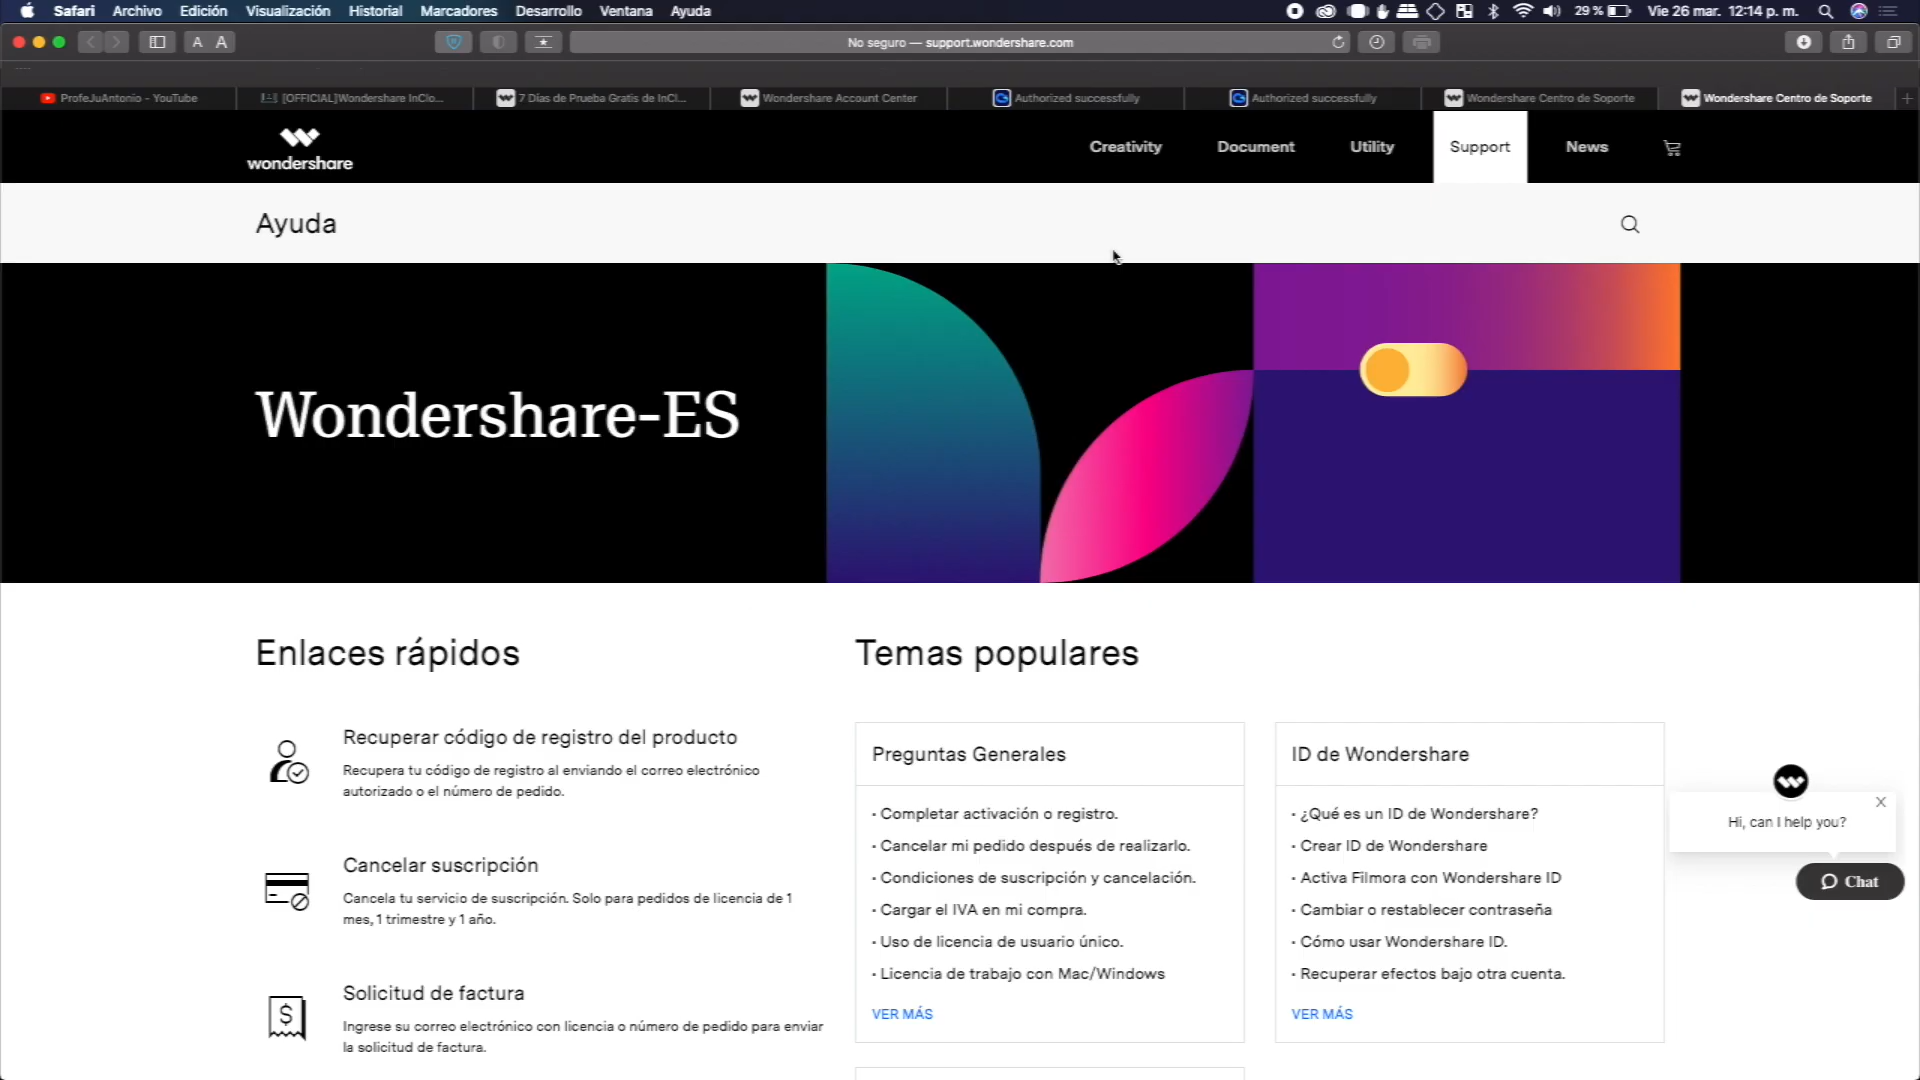 Safari Archivo Edición Visualización Historial Marcadores Desarrollo Ventana Ayuda 29 % Vie 26 mar. 12:14 p. m.
A A No seguro — support.wondershare.com
ProfeJuAntonio - YouTube [OFFICIAL]Wondershare InClo... 7 Días de Prueba Gratis de InCl... Wondershare Account Center Authorized successfully Authorized successfully Wondershare Centro de Soporte Wondershare Centro de Soporte
wondershare
Creativity Document Utility Support News
Ayuda
Wondershare-ES
Enlaces rápidos
Recuperar código de registro del producto
Recupera tu código de registro al enviando el correo electrónico
autorizado o el número de pedido.
Cancelar suscripción
Cancela tu servicio de suscripción. Solo para pedidos de licencia de 1
mes, 1 trimestre y 1 año.
Solicitud de factura
Ingrese su correo electrónico con licencia o número de pedido para enviar
la solicitud de factura.
Temas populares
Preguntas Generales
• Completar activación o registro.
• Cancelar mi pedido después de realizarlo.
• Condiciones de suscripción y cancelación.
• Cargar el IVA en mi compra.
• Uso de licencia de usuario único.
• Licencia de trabajo con Mac/Windows
VER MÁS
ID de Wondershare
• ¿Qué es un ID de Wondershare?
• Crear ID de Wondershare
• Activa Filmora con Wondershare ID
• Cambiar o restablecer contraseña
• Cómo usar Wondershare ID.
• Recuperar efectos bajo otra cuenta.
VER MÁS
X
Hi, can I help you?
Chat